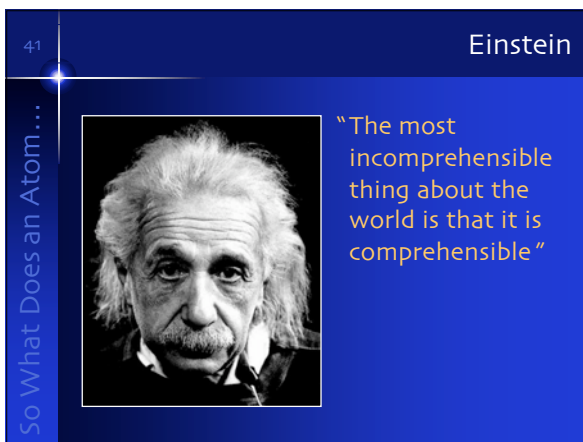 41
Einstein
So What Does an Atom...
“The most
incomprehensible
thing about the
world is that it is
comprehensible”